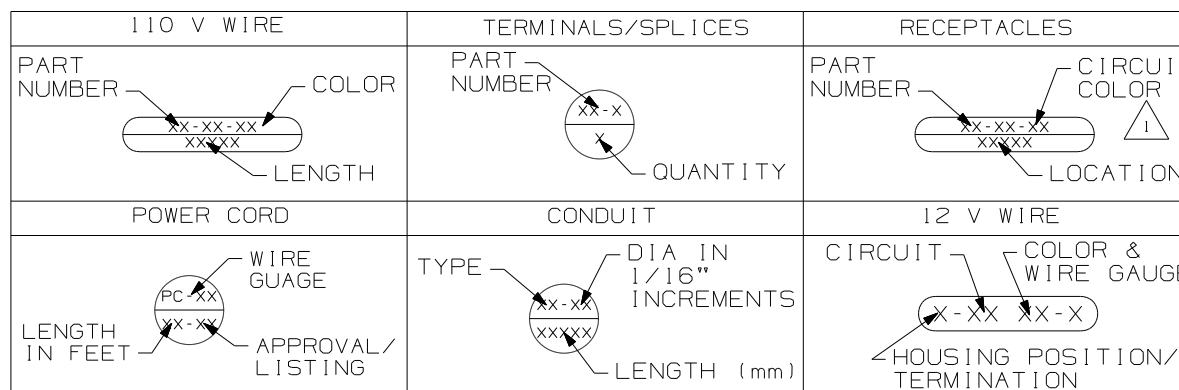 110 V WIRE
PART
NUMBER
COLOR
XX-XX-XX
XXXXX
LENGTH
TERMINALS/SPLICES
PART
NUMBER
XX-X
X
QUANTITY
RECEPTACLES
PART
NUMBER
CIRCUI
COLOR
1
XX-XX-XX
XXXXX
LOCATION
POWER CORD
WIRE
GUAGE
PC-XX
XX-XX
LENGTH
IN FEET
APPROVAL/
LISTING
CONDUIT
TYPE
DIA IN
1/16"
INCREMENTS
XX-XX
XXXXX
LENGTH (mm)
12 V WIRE
CIRCUIT
COLOR &
WIRE GAUGE
X-XX XX-X
HOUSING POSITION/
TERMINATION